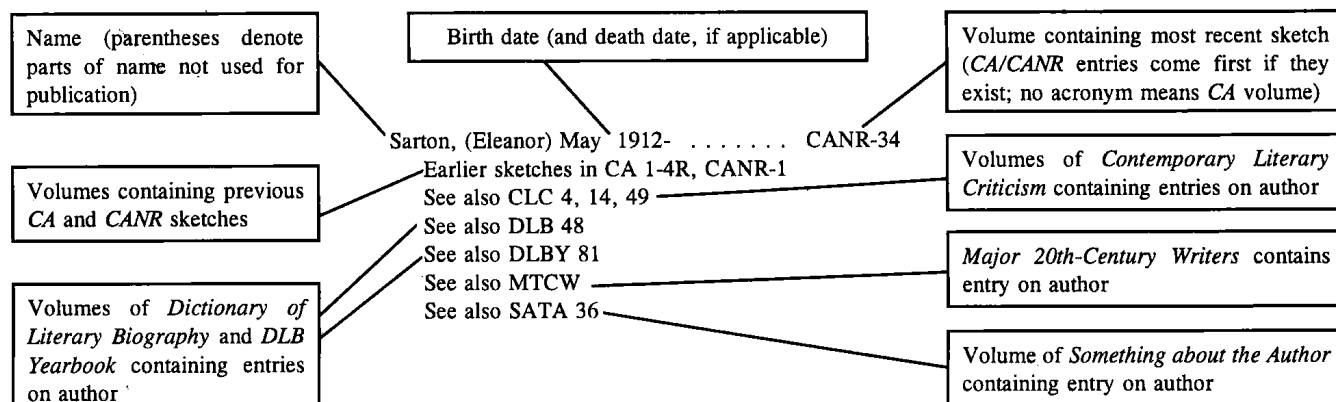 Name (parentheses denote
parts of name not used for
publication)
Birth date (and death date, if applicable)
Volume containing most recent sketch
(CA/CANR entries come first if they
exist; no acronym means CA volume)
Sarton, (Eleanor) May 1912- . . . . . . . CANR-34
Earlier sketches in CA 1-4R, CANR-1
See also CLC 4, 14, 49
See also DLB 48
See also DLBY 81
See also MTCW
See also SATA 36
Volumes containing previous
CA and CANR sketches
Volumes of Dictionary of
Literary Biography and DLB
Yearbook containing entries
on author
Volumes of Contemporary Literary
Criticism containing entries on author
Major 20th-Century Writers contains
entry on author
Volume of Something about the Author
containing entry on author